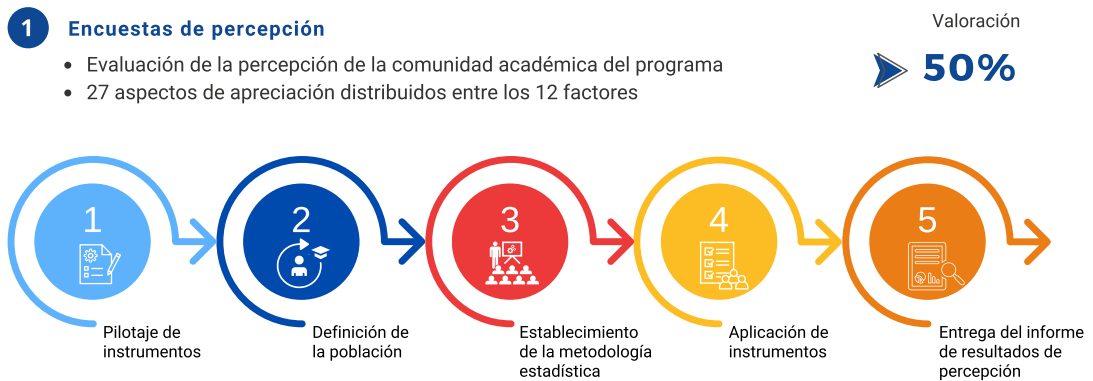 1 Encuestas de percepción
Valoración
• Evaluación de la percepción de la comunidad académica del programa
• 27 aspectos de apreciación distribuidos entre los 12 factores
50%
1
2
3
4
5
Pilotaje de
instrumentos
Definición de
la población
Establecimiento
de la metodología
estadística
Aplicación de
instrumentos
Entrega del informe
de resultados de
percepción